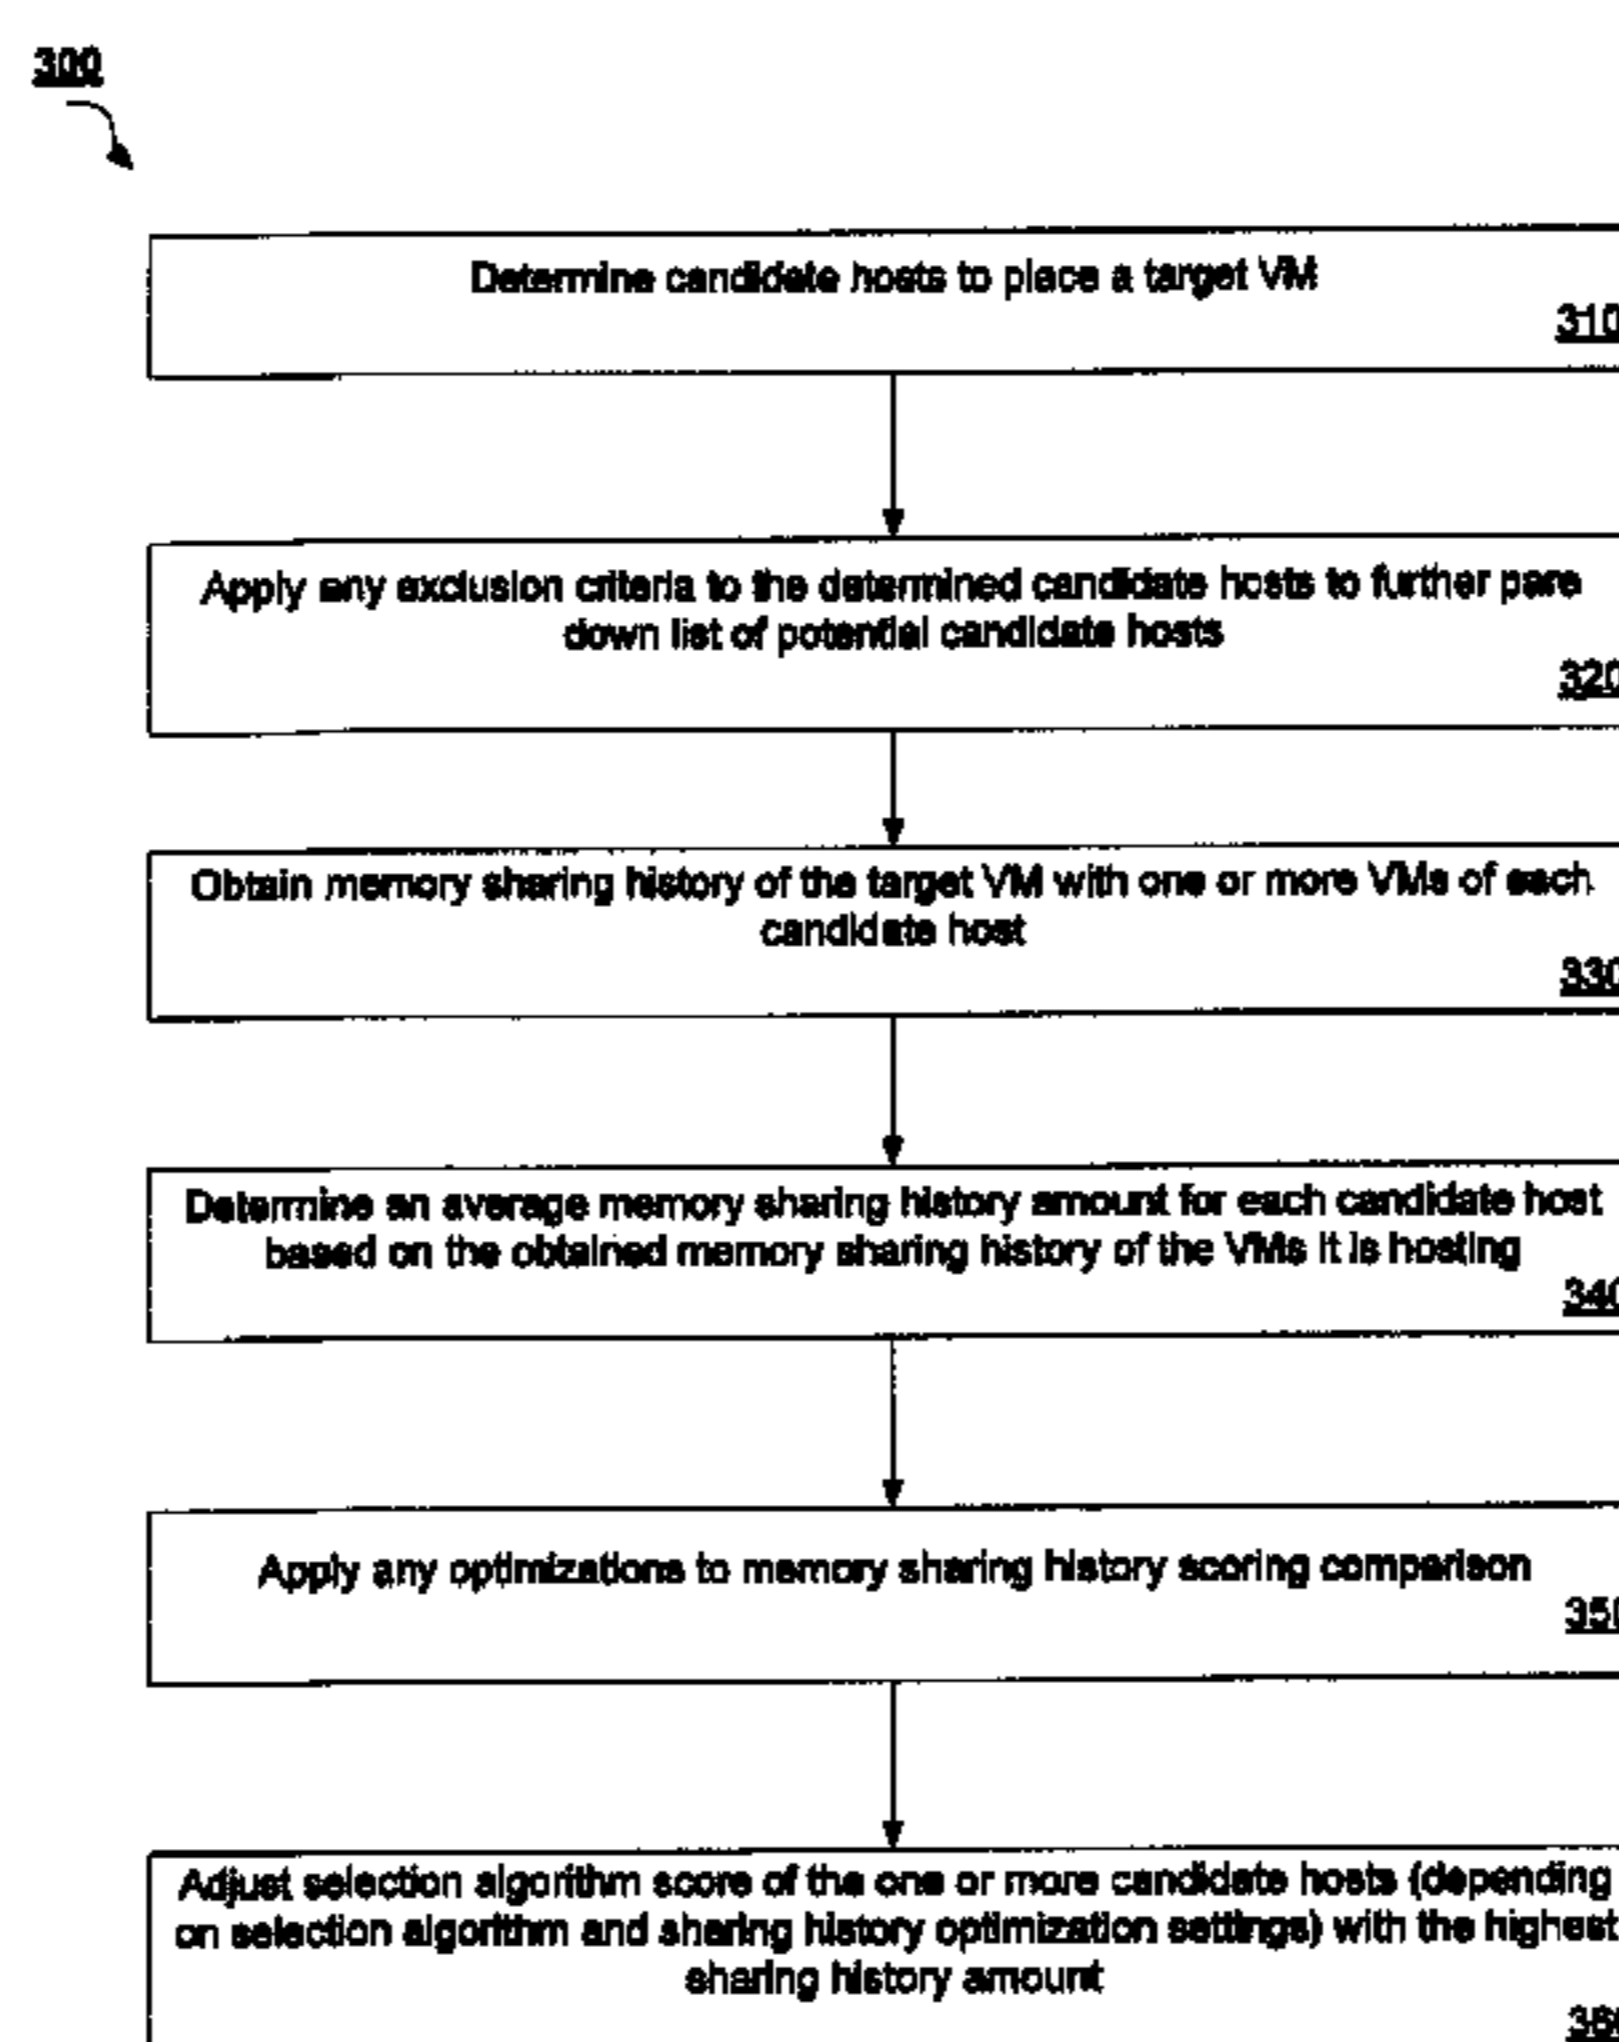 300
Determine candidate hosts to place a target VM
310
Apply any exclusion criteria to the determined candidate hosts to further pare
down list of potential candidate hosts
320
Obtain memory sharing history of the target VM with one or more VMs of each
candidate host
330
Determine an average memory sharing history amount for each candidate host
based on the obtained memory sharing history of the VMs it is hosting
340
Apply any optimizations to memory sharing history scoring comparison
350
Adjust selection algorithm score of the one or more candidate hosts (depending
on selection algorithm and sharing history optimization settings) with the highest
sharing history amount